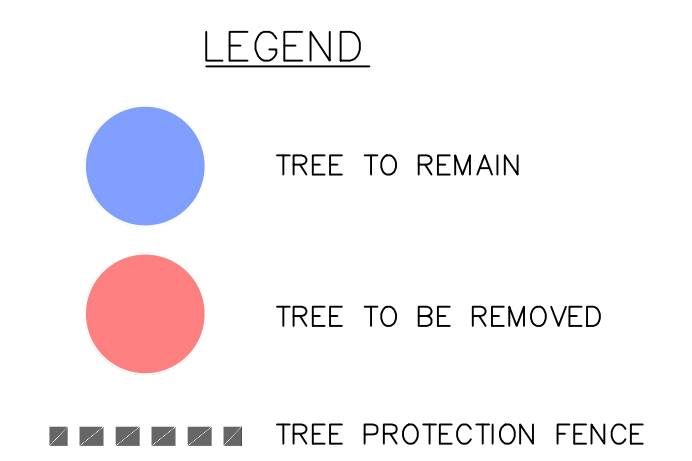 LEGEND
TREE TO REMAIN
TREE TO BE REMOVED
TREE PROTECTION FENCE